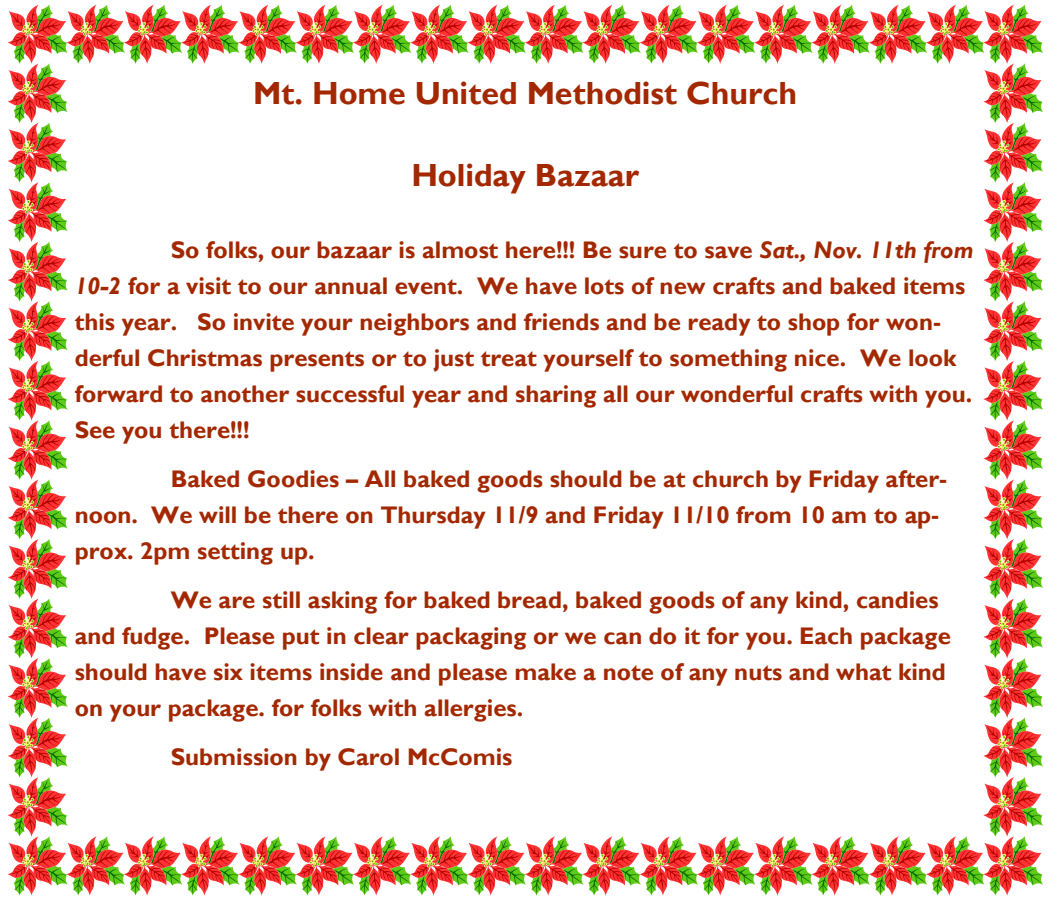 Mt. Home United Methodist Church
Holiday Bazaar
So folks, our bazaar is almost here!!! Be sure to save Sat., Nov. 11th from
10-2 for a visit to our annual event.  We have lots of new crafts and baked items
this year.   So invite your neighbors and friends and be ready to shop for won-
derful Christmas presents or to just treat yourself to something nice.  We look
forward to another successful year and sharing all our wonderful crafts with you.
See you there!!!
Baked Goodies – All baked goods should be at church by Friday after-
noon.  We will be there on Thursday 11/9 and Friday 11/10 from 10 am to ap-
prox. 2pm setting up.
We are still asking for baked bread, baked goods of any kind, candies
and fudge.  Please put in clear packaging or we can do it for you. Each package
should have six items inside and please make a note of any nuts and what kind
on your package. for folks with allergies.
Submission by Carol McComis